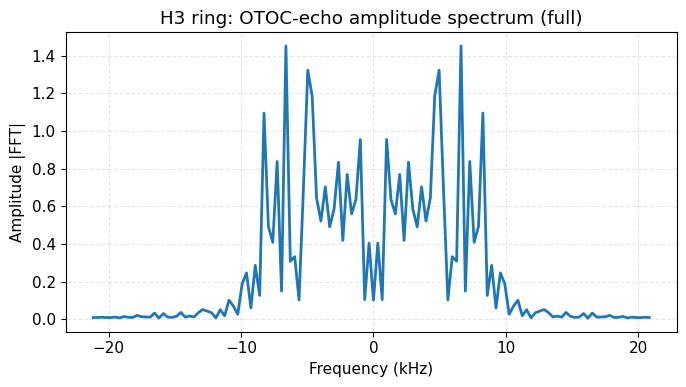 H3 ring: OTOC-echo amplitude spectrum (full)
Amplitude |FFT|
1.4
1.2
1.0
0.8
0.6
0.4
0.2
0.0
−20 −10 0 10 20
Frequency (kHz)